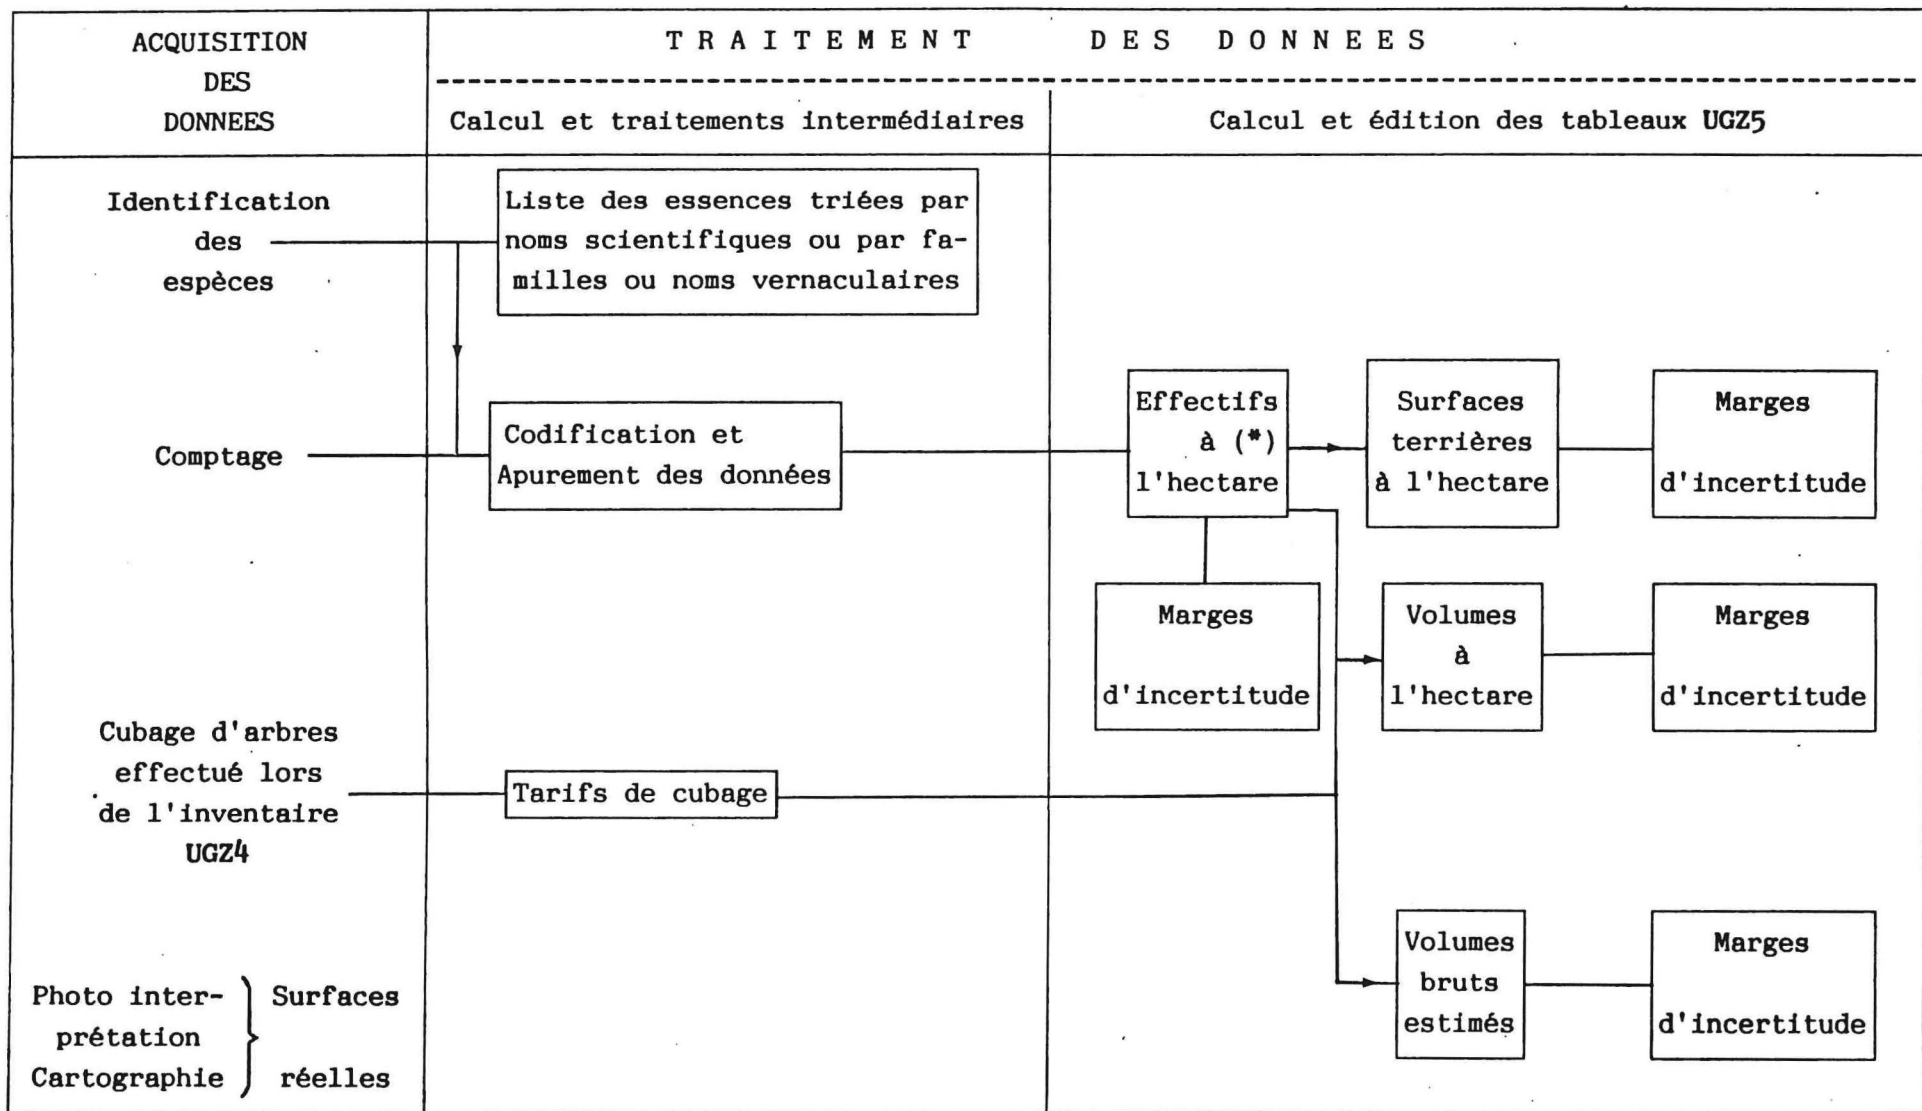 ACQUISITION
DES
DONNEES
TRAITEMENT DES DONNEES
Calcul et traitements intermédiaires
Calcul et édition des tableaux UGZ5
Identification
des
espèces
Liste des essences triées par
noms scientifiques ou par fa-
milles ou noms vernaculaires
Comptage
Codification et
Apurement des données
Effectifs
à (*)
l'hectare
Surfaces
terrières
à l'hectare
Marges
d'incertitude
Marges
d'incertitude
Volumes
à
l'hectare
Marges
d'incertitude
Cubage d'arbres
effectué lors
de l'inventaire
UGZ4
Tarifs de cubage
Volumes
bruts
estimés
Marges
d'incertitude
Photo inter-
prétation
Cartographie
Surfaces
réelles